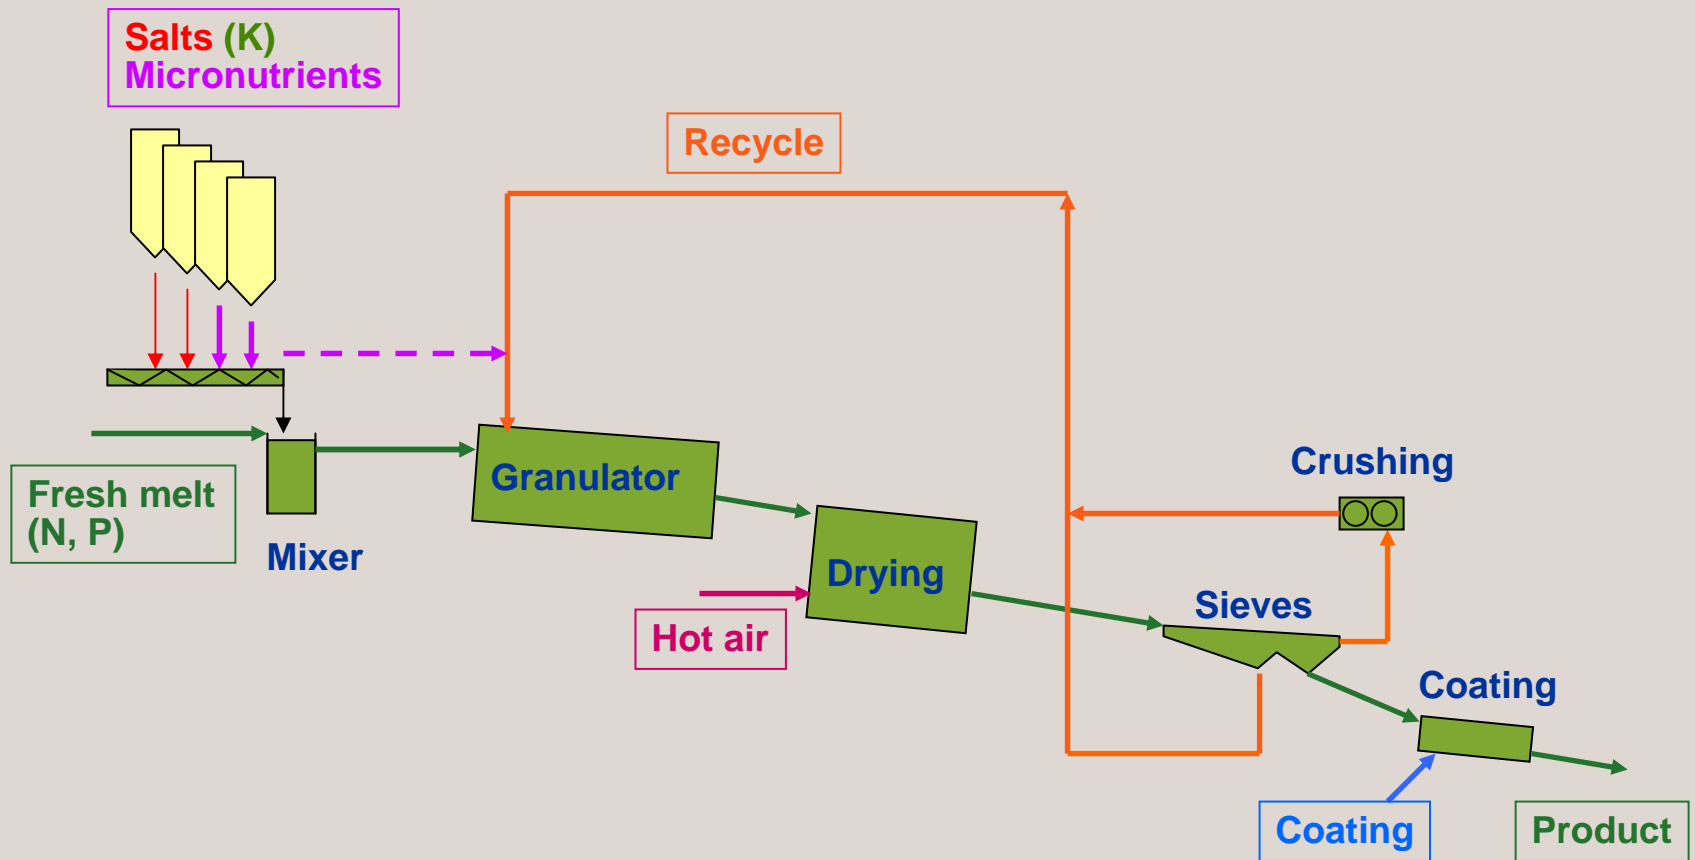 Salts (K)
Micronutrients
Recycle
Granulator
Crushing
Fresh melt
(N, P)
Mixer
Drying
Sieves
Hot air
Coating
Coating
Product